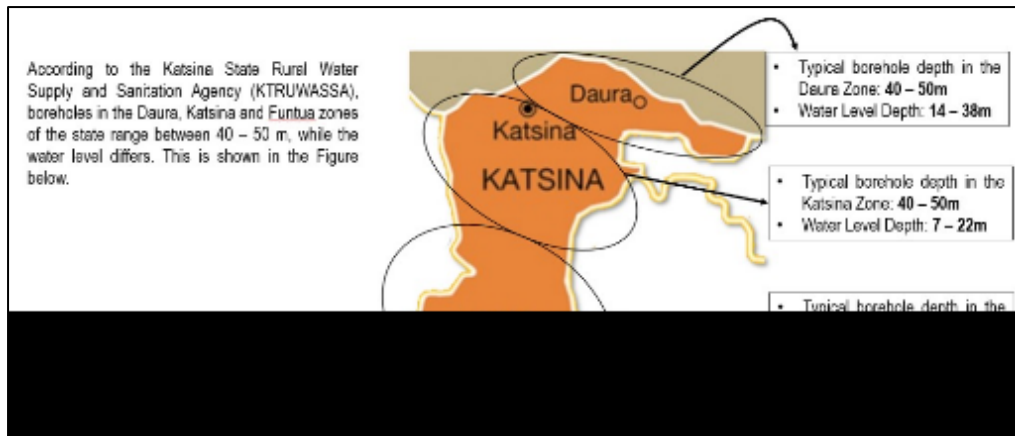 According to the Katsina State Rural Water
Supply and Sanitation Agency (KTRUWASSA),
boreholes in the Daura, Katsina and Funtua zones
of the state range between 40 – 50 m, while the
water level differs. This is shown in the Figure
below.
Daura
Katsina
KATSINA
• Typical borehole depth in the
Daura Zone: 40 – 50m
• Water Level Depth: 14 – 38m
• Typical borehole depth in the
Katsina Zone: 40 – 50m
• Water Level Depth: 7 – 22m
• Typical borehole depth in the